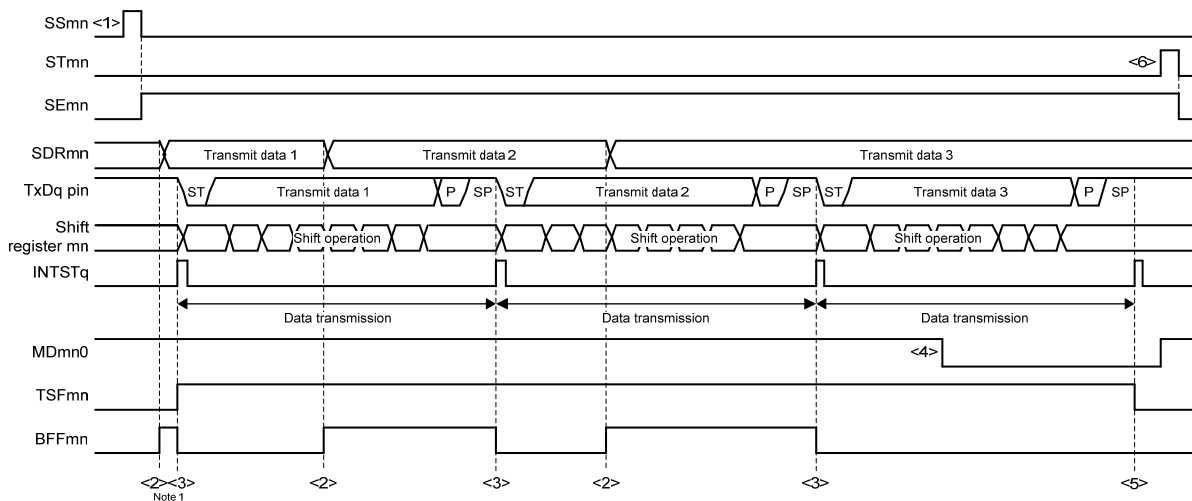 SSmn <1>
STmn <6>
SEmn
SDRmn Transmit data 1 Transmit data 2 Transmit data 3
TxDq pin ST Transmit data 1 P SP ST Transmit data 2 P SP ST Transmit data 3 P SP
Shift
register mn Shift operation Shift operation Shift operation
INTSTq
Data transmission Data transmission Data transmission
MDmn0 <4>
TSFmn
BFFmn
<2><3> <2> <3> <2> <3> <5>
Note 1